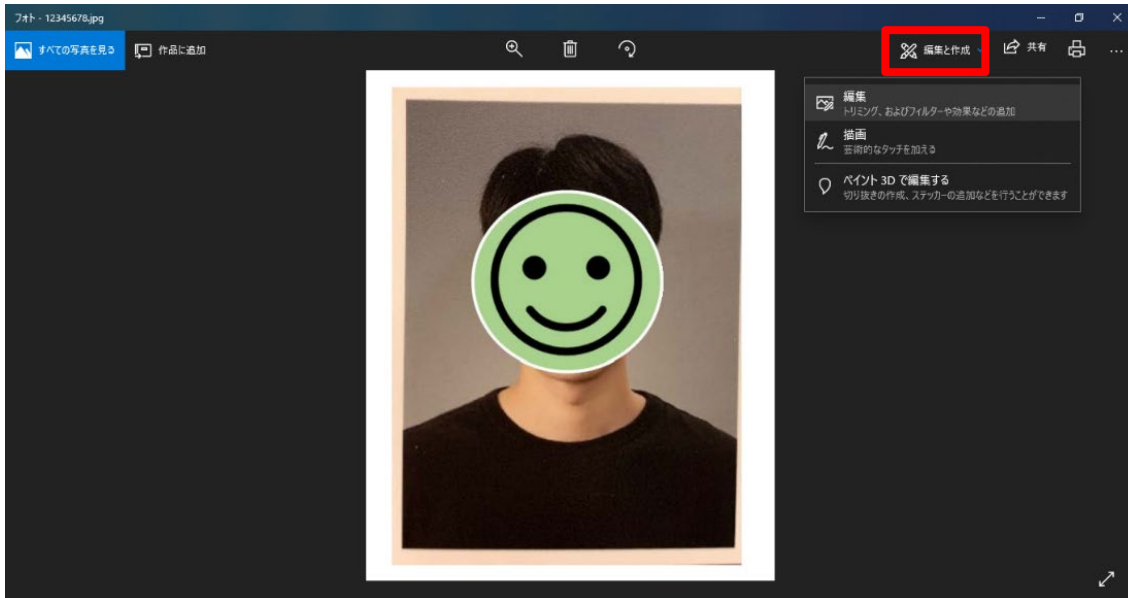 フォト - 12345678.jpg
すべての写真を見る
作品に追加
編集と作成
共有
編集
トリミング、およびフィルターや効果などの追加
描画
芸術的なタッチを加える
ペイント 3D で編集する
切り抜きの作成、ステッカーの追加などを行うことができます